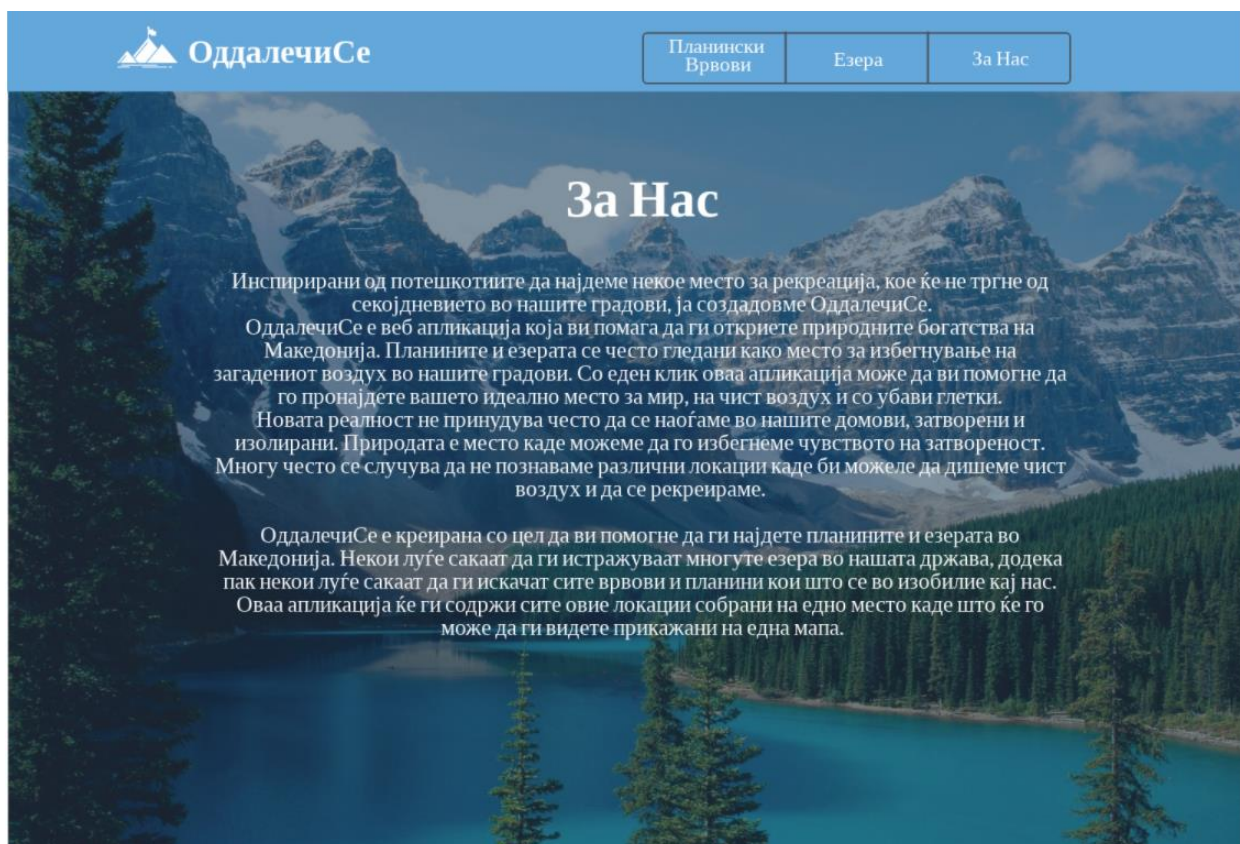 ОддалечиСе
Планински
Врвови
Езера
За Нас
За Нас
Инспирирани од потешкотиите да најдеме некое место за рекреација, кое ќе не тргне од
секојдневието во нашите градови, ја создадовме ОддалечиСе.
ОддалечиСе е веб апликација која ви помага да ги откриете природните богатства на
Македонија. Планините и езерата се често гледани како место за избегнување на
загадениот воздух во нашите градови. Со еден клик оваа апликација може да ви помогне да
го пронајдете вашето идеално место за мир, на чист воздух и со убави глетки.
Новата реалност не принудува често да се наоѓаме во нашите домови, затворени и
изолирани. Природата е место каде можеме да го избегнеме чувството на затвореност.
Многу често се случува да не познаваме различни локации каде би можеле да дишеме чист
воздух и да се рекреираме.
ОддалечиСе е креирана со цел да ви помогне да ги најдете планините и езерата во
Македонија. Некои луѓе сакаат да ги истражуваат многуте езера во нашата држава, додека
пак некои луѓе сакаат да ги искачат сите врвови и планини кои што се во изобилие кај нас.
Оваа апликација ќе ги содржи сите овие локации собрани на едно место каде што ќе го
може да ги видете прикажани на една мапа.